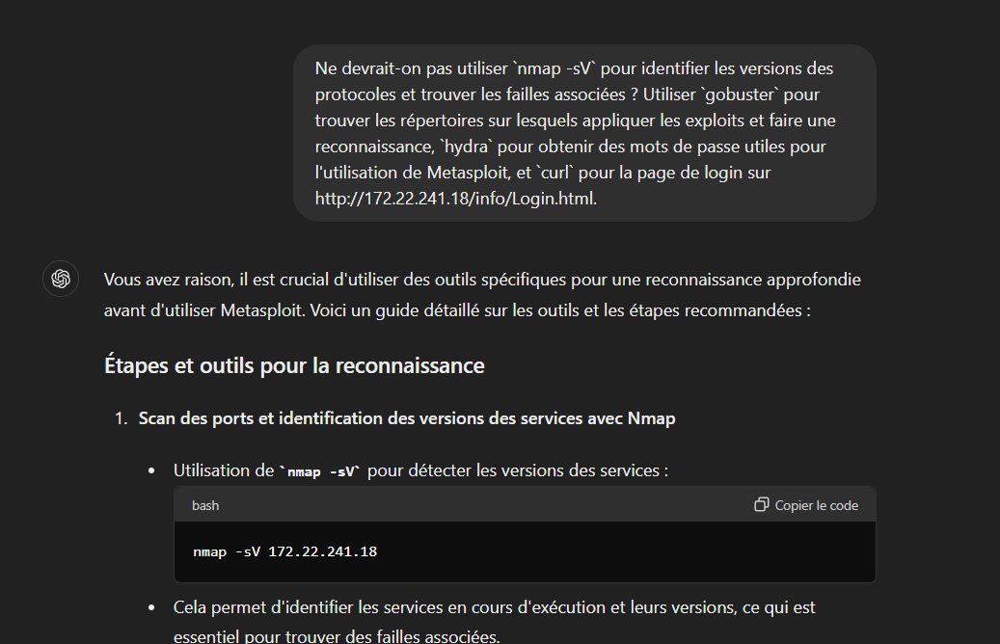 Ne devrait-on pas utiliser `nmap -sV` pour identifier les versions des
protocoles et trouver les failles associées ? Utiliser `gobuster` pour
trouver les répertoires sur lesquels appliquer les exploits et faire une
reconnaissance, `hydra` pour obtenir des mots de passe utiles pour
l'utilisation de Metasploit, et `curl` pour la page de login sur
http://172.22.241.18/info/Login.html.
Vous avez raison, il est crucial d'utiliser des outils spécifiques pour une reconnaissance approfondie
avant d'utiliser Metasploit. Voici un guide détaillé sur les outils et les étapes recommandées :
Étapes et outils pour la reconnaissance
1. Scan des ports et identification des versions des services avec Nmap
• Utilisation de `nmap -sV` pour détecter les versions des services :
bash Copier le code
nmap -sV 172.22.241.18
• Cela permet d'identifier les services en cours d'exécution et leurs versions, ce qui est
essentiel pour trouver des failles associées.